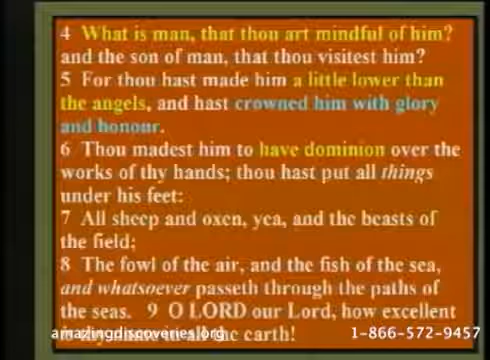 4 What is man, that thou art mindful of him?
and the son of man, that thou visitest him?
5 For thou hast made him a little lower than
the angels, and hast crowned him with glory
and honour.
6 Thou madest him to have dominion over the
works of thy hands; thou hast put all things
under his feet:
7 All sheep and oxen, yea, and the beasts of
the field;
8 The fowl of the air, and the fish of the sea,
and whatsoever passeth through the paths of
the seas. 9 O LORD our Lord, how excellent
earth!
amazingdiscoveries.org 1-866-572-9457